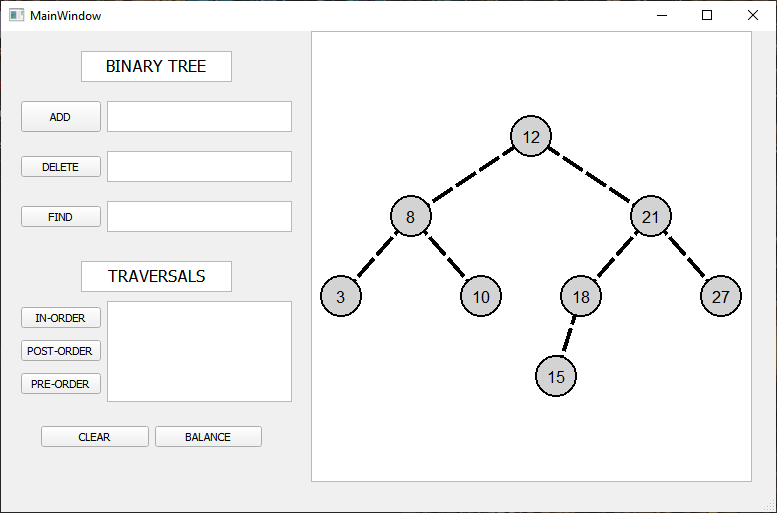 MainWindow
BINARY TREE
ADD
DELETE
FIND
TRAVERSALS
IN-ORDER
POST-ORDER
PRE-ORDER
CLEAR BALANCE
12
8 21
3 10 18 27
15